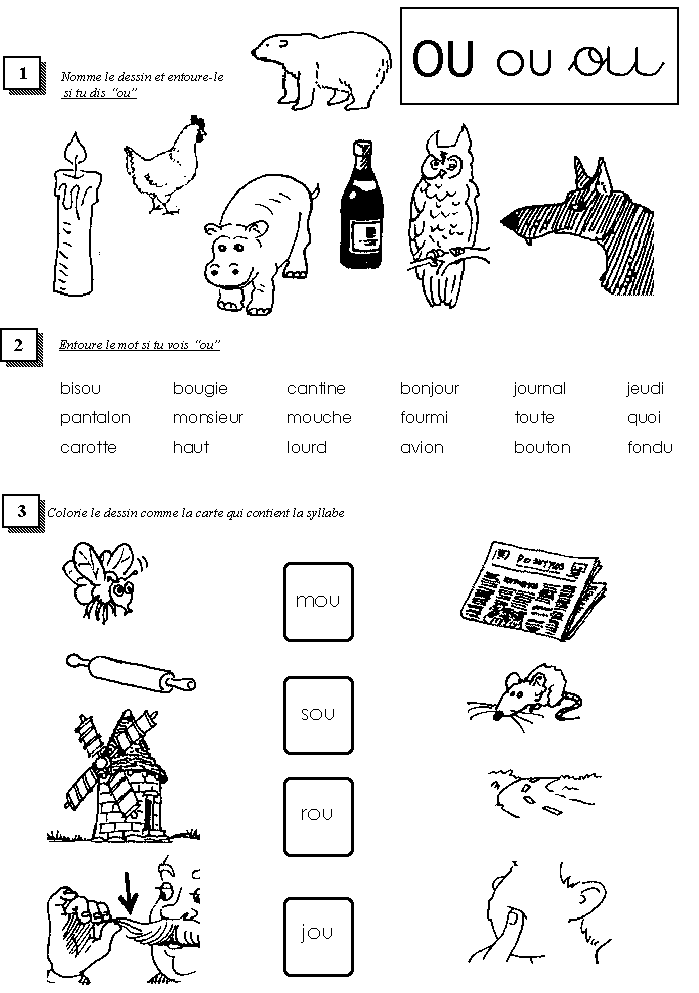 OU ou ou
1
Nomme le dessin et entoure-le
si tu dis "ou"
2
Entoure le mot si tu vois "ou"
bisou bougie cantine bonjour journal jeudi
pantalon monsieur mouche fourmi toute quoi
carotte haut lourd avion bouton fondu
3
Colorie le dessin comme la carte qui contient la syllabe
mou
sou
rou
jou